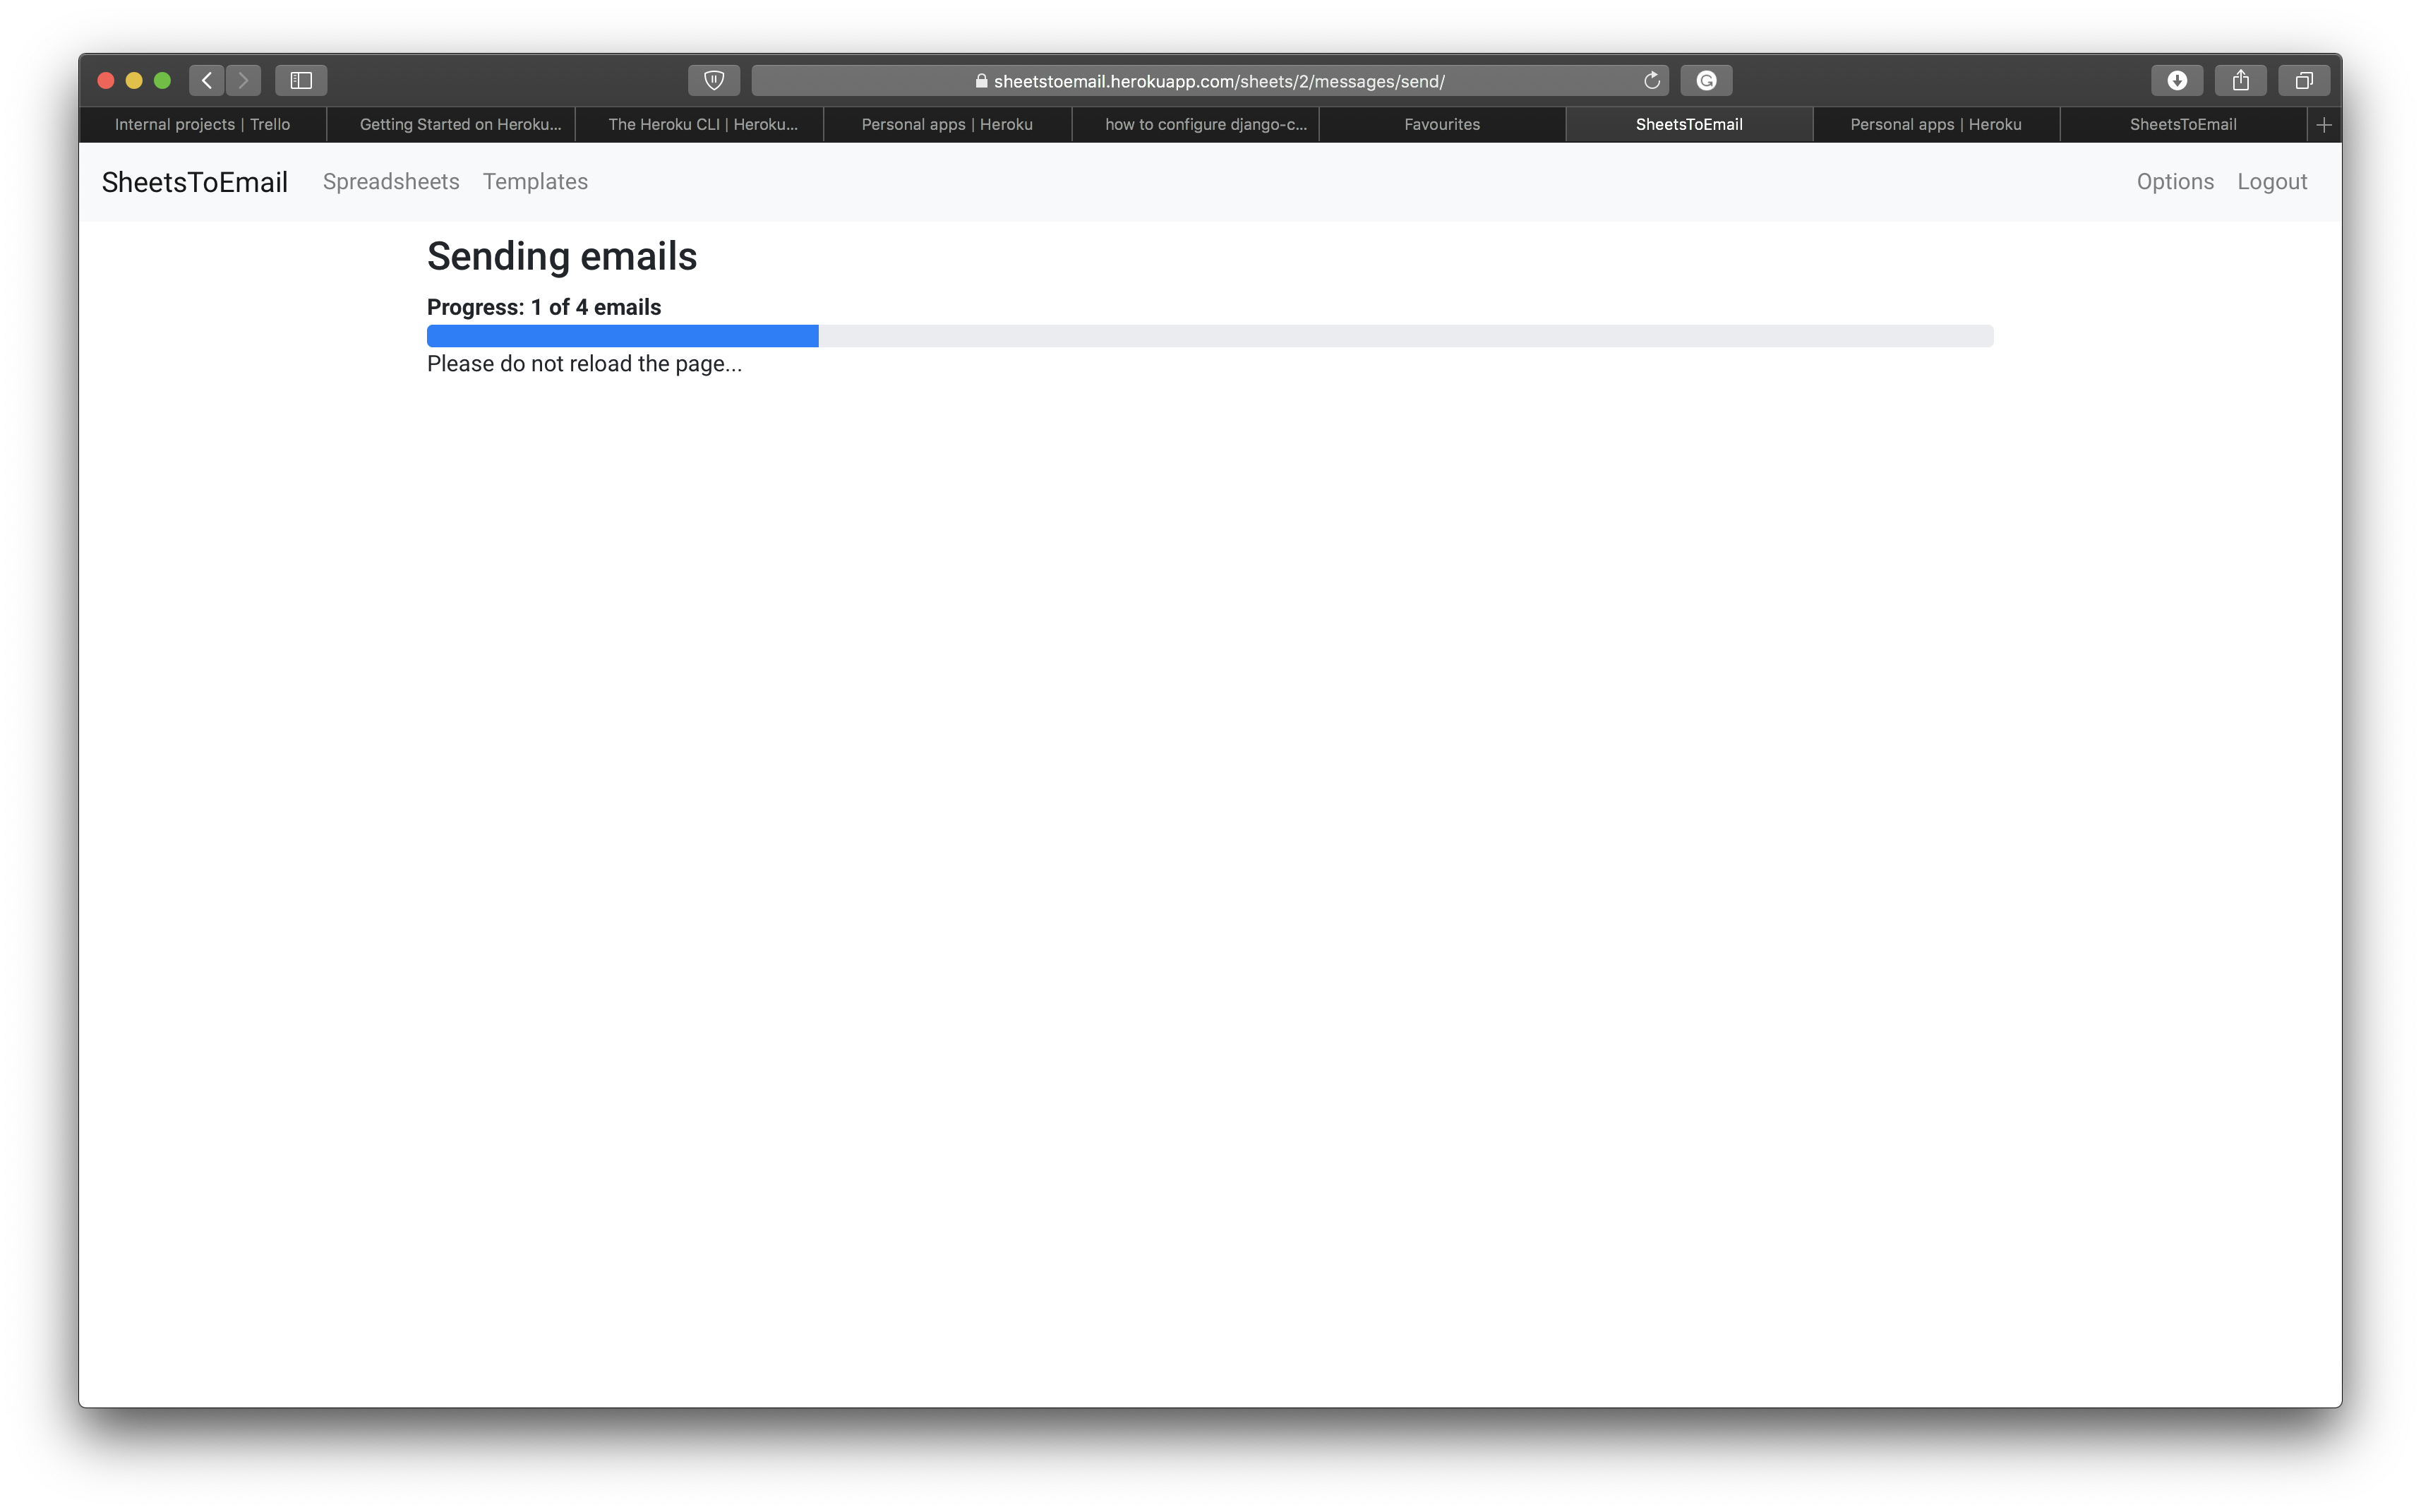 sheetstoemail.herokuapp.com/sheets/2/messages/send/
Internal projects | Trello
Getting Started on Heroku...
The Heroku CLI | Heroku...
Personal apps | Heroku
how to configure django-c...
Favourites
SheetsToEmail
Personal apps | Heroku
SheetsToEmail
SheetsToEmail Spreadsheets Templates Options Logout
Sending emails
Progress: 1 of 4 emails
Please do not reload the page...